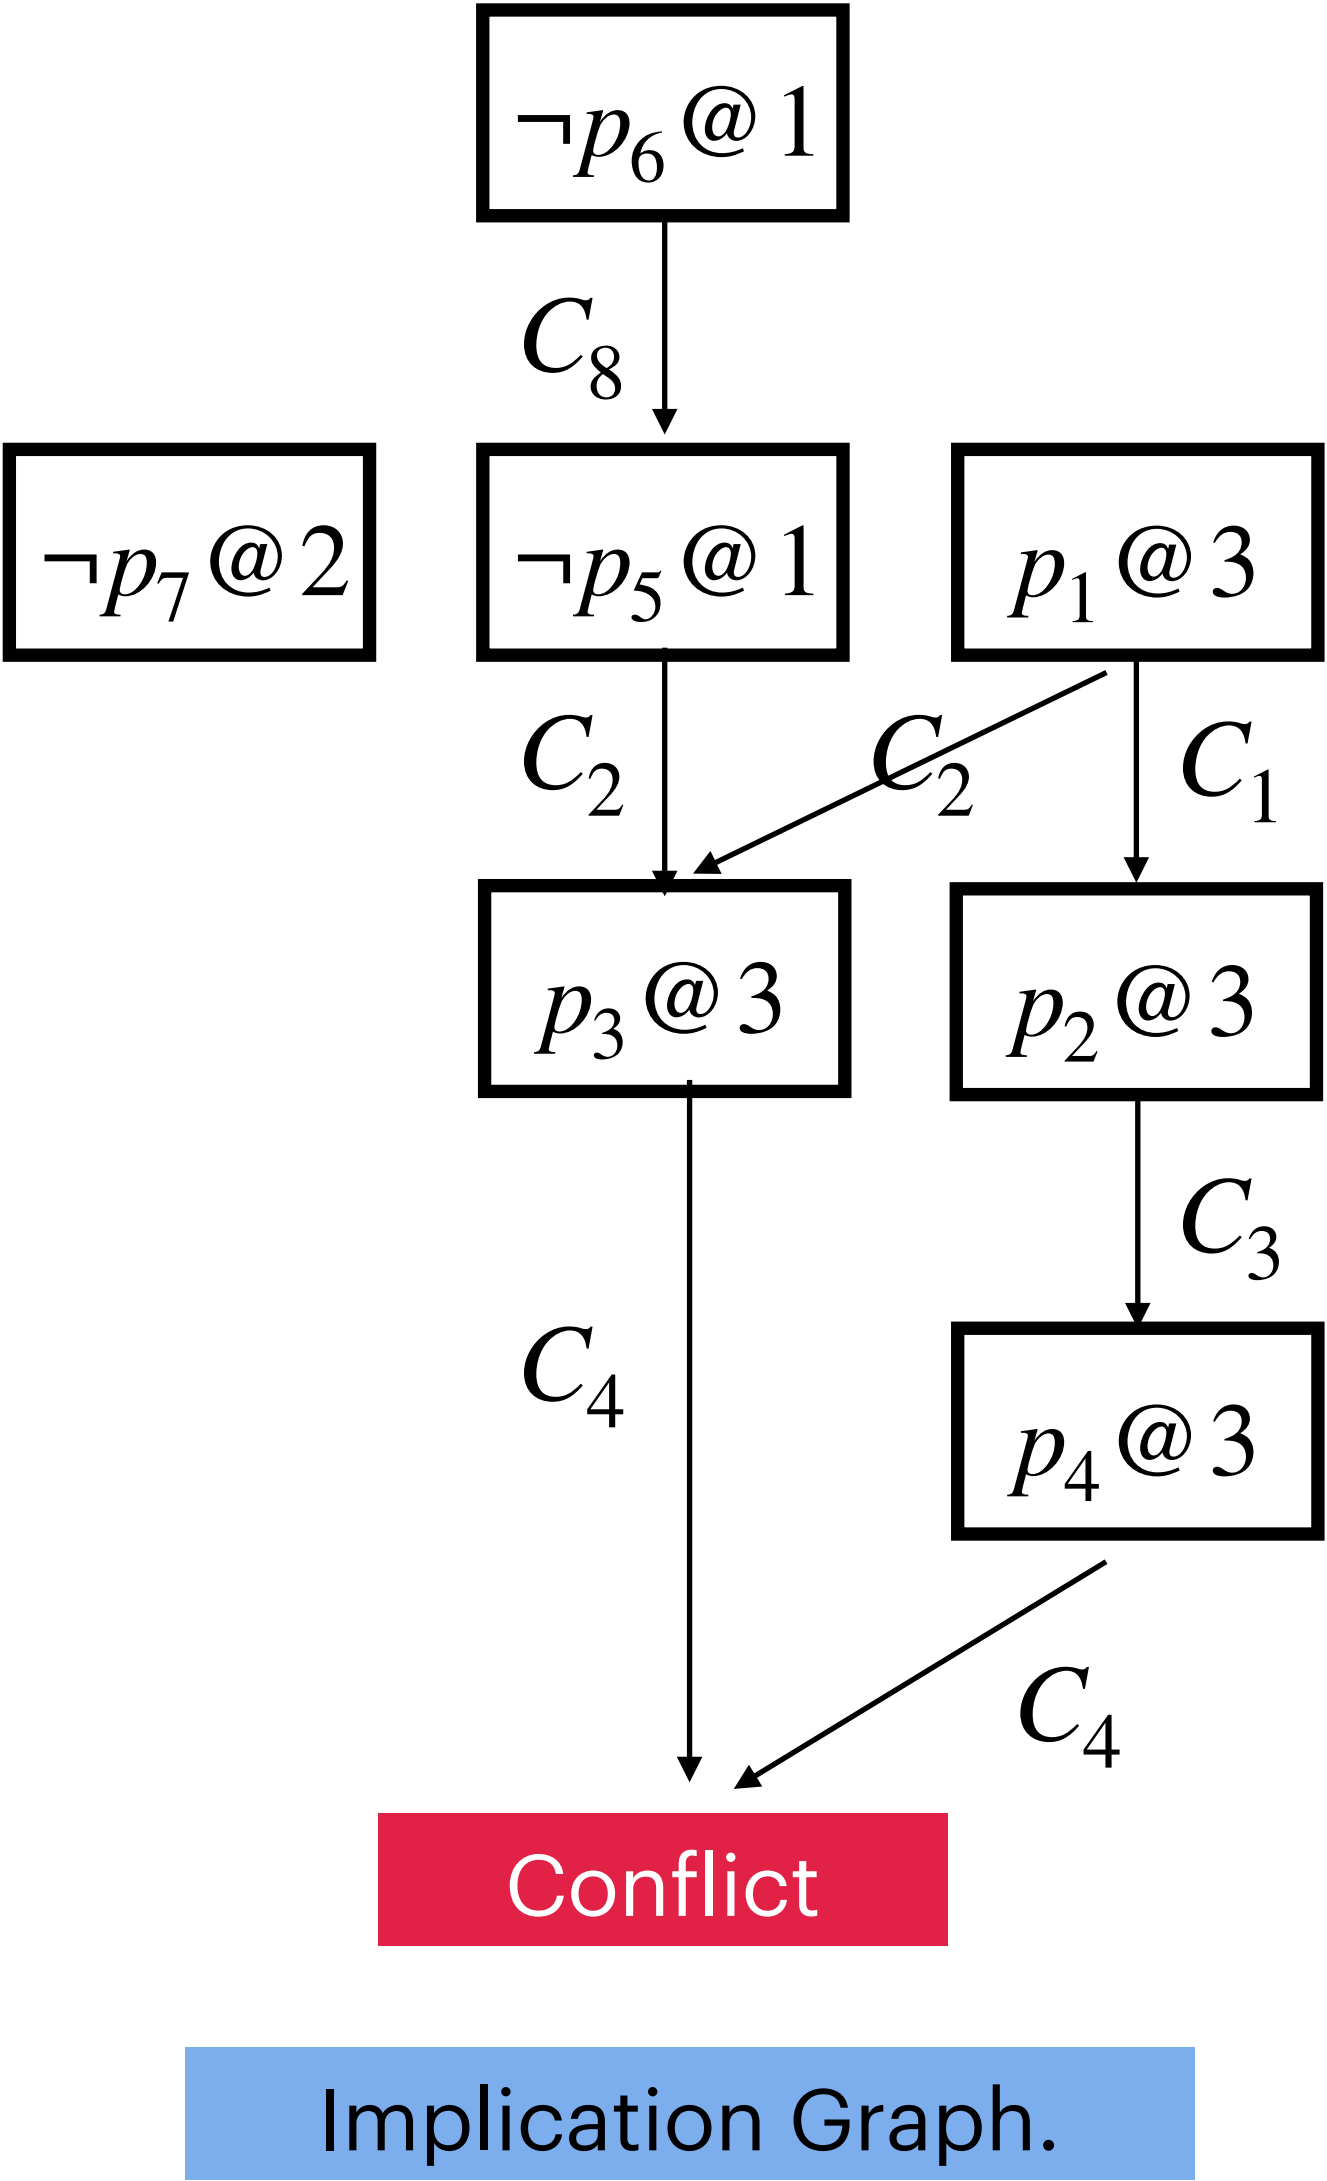 ¬p₆@1
C₈
¬p₇@2
¬p₅@1
p₁@3
C₂
C₂
C₁
p₃@3
p₂@3
C₃
C₄
p₄@3
C₄
Conflict
Implication Graph.